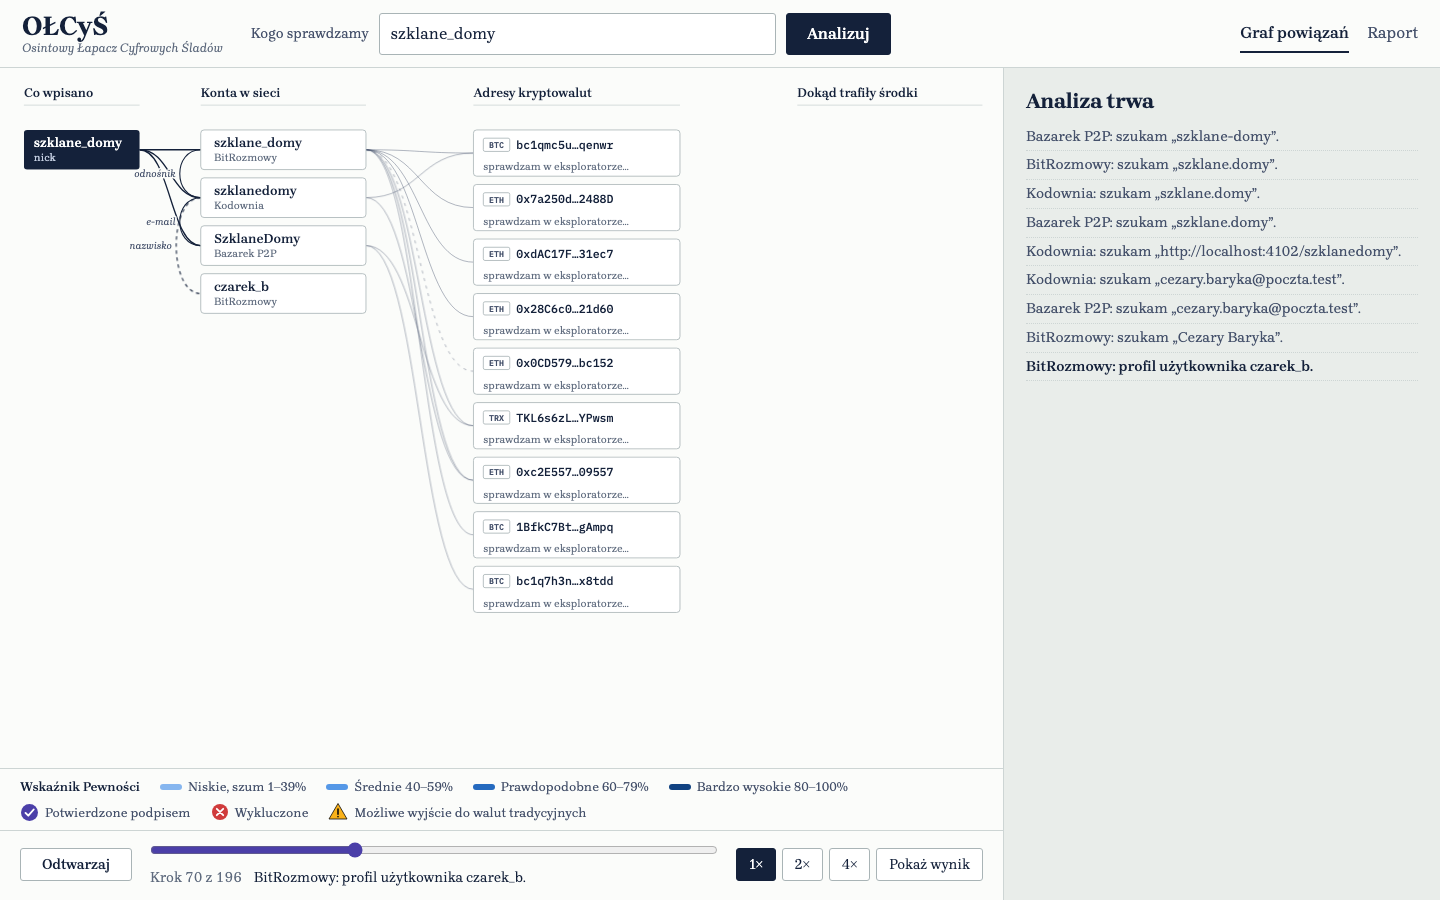 OŁCyŚ
Osintowy Łapacz Cyfrowych Śladów
Kogo sprawdzamy
szklane_domy
Analizuj
Graf powiązań
Raport
Co wpisano
Konta w sieci
Adresy kryptowalut
Dokąd trafiły środki
szklane_domy
nick
odnośnik
e-mail
nazwisko
szklane_domy
BitRozmowy
szklanedomy
Kodownia
SzklaneDomy
Bazarek P2P
czarek_b
BitRozmowy
BTC bc1qmc5u…qenwr
sprawdzam w eksploratorze…
ETH 0x7a250d…2488D
sprawdzam w eksploratorze…
ETH 0xdAC17F…31ec7
sprawdzam w eksploratorze…
ETH 0x28C6c0…21d60
sprawdzam w eksploratorze…
ETH 0x0CD579…bc152
sprawdzam w eksploratorze…
TRX TKL6s6zL…YPwsm
sprawdzam w eksploratorze…
ETH 0xc2E557…09557
sprawdzam w eksploratorze…
BTC 1BfkC7Bt…gAmpq
sprawdzam w eksploratorze…
BTC bc1q7h3n…x8tdd
sprawdzam w eksploratorze…
Analiza trwa
Bazarek P2P: szukam „szklane-domy”.
BitRozmowy: szukam „szklane.domy”.
Kodownia: szukam „szklane.domy”.
Bazarek P2P: szukam „szklane.domy”.
Kodownia: szukam „http://localhost:4102/szklanedomy”.
Kodownia: szukam „cezary.baryka@poczta.test”.
Bazarek P2P: szukam „cezary.baryka@poczta.test”.
BitRozmowy: szukam „Cezary Baryka”.
BitRozmowy: profil użytkownika czarek_b.
Wskaźnik Pewności
Niskie, szum 1–39%
Średnie 40–59%
Prawdopodobne 60–79%
Bardzo wysokie 80–100%
Potwierdzone podpisem
Wykluczone
Możliwe wyjście do walut tradycyjnych
Odtwarzaj
Krok 70 z 196 BitRozmowy: profil użytkownika czarek_b.
1×
2×
4×
Pokaż wynik